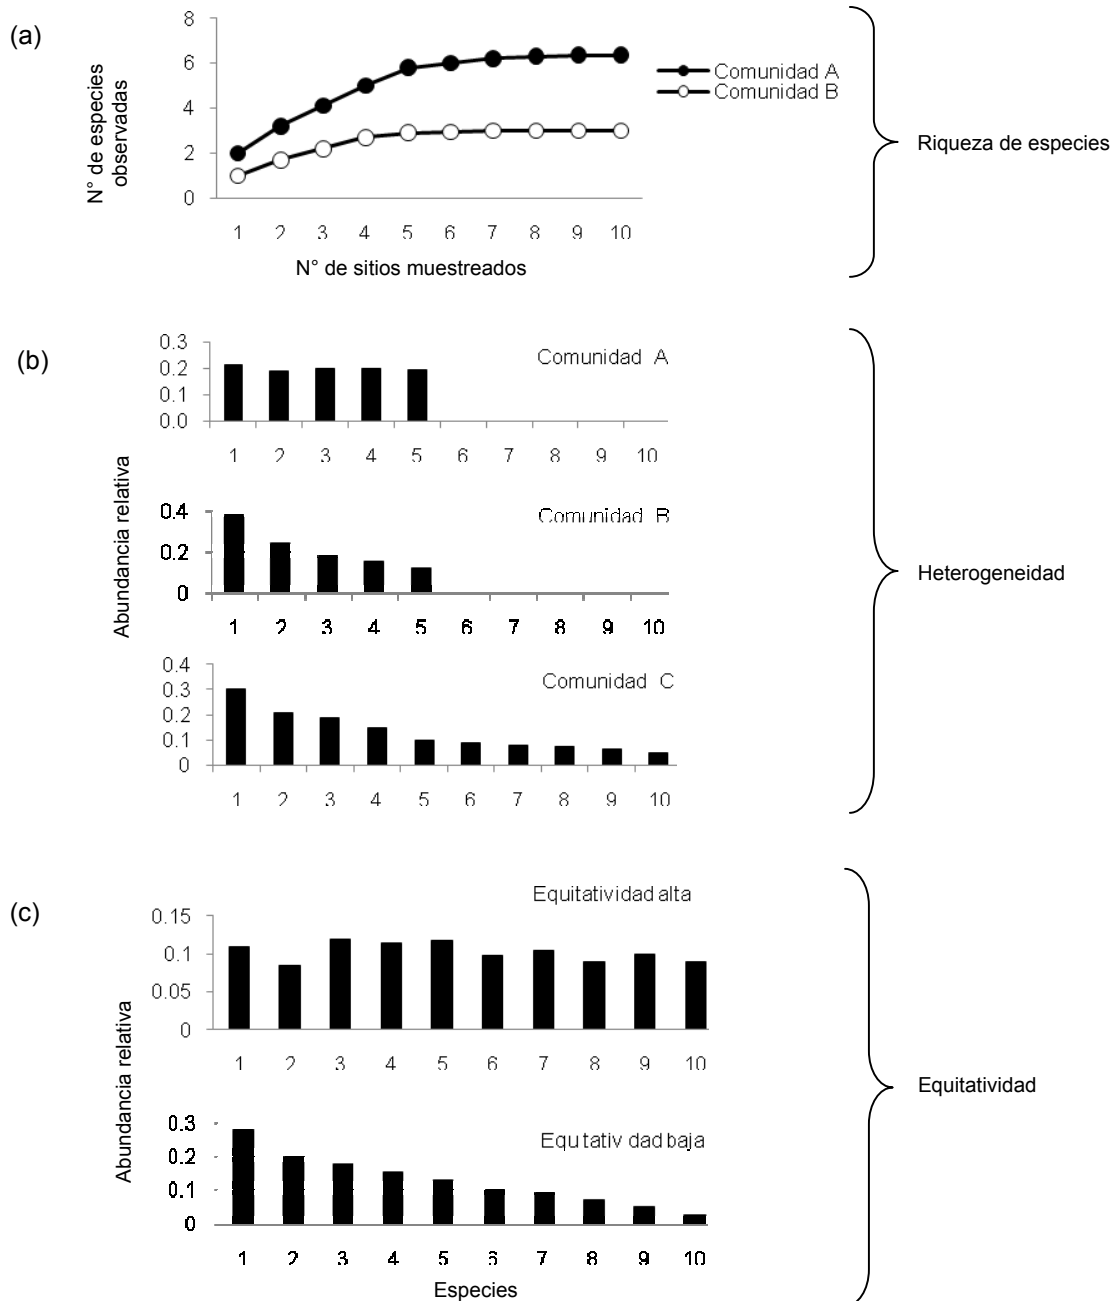 (a)
N° de especies
observadas
8
6
4
2
0
1 2 3 4 5 6 7 8 9 10
N° de sitios muestreados
Comunidad A
Comunidad B
Riqueza de especies
(b)
Abundancia relativa
Comunidad A
0.3
0.2
0.1
0.0
1 2 3 4 5 6 7 8 9 10
Comunidad B
0.4
0.2
0
1 2 3 4 5 6 7 8 9 10
Comunidad C
0.4
0.3
0.2
0.1
0
1 2 3 4 5 6 7 8 9 10
Heterogeneidad
(c)
Abundancia relativa
Equitatividad alta
0.15
0.1
0.05
0
1 2 3 4 5 6 7 8 9 10
Equtativ dad baja
0.3
0.2
0.1
0
1 2 3 4 5 6 7 8 9 10
Especies
Equitatividad